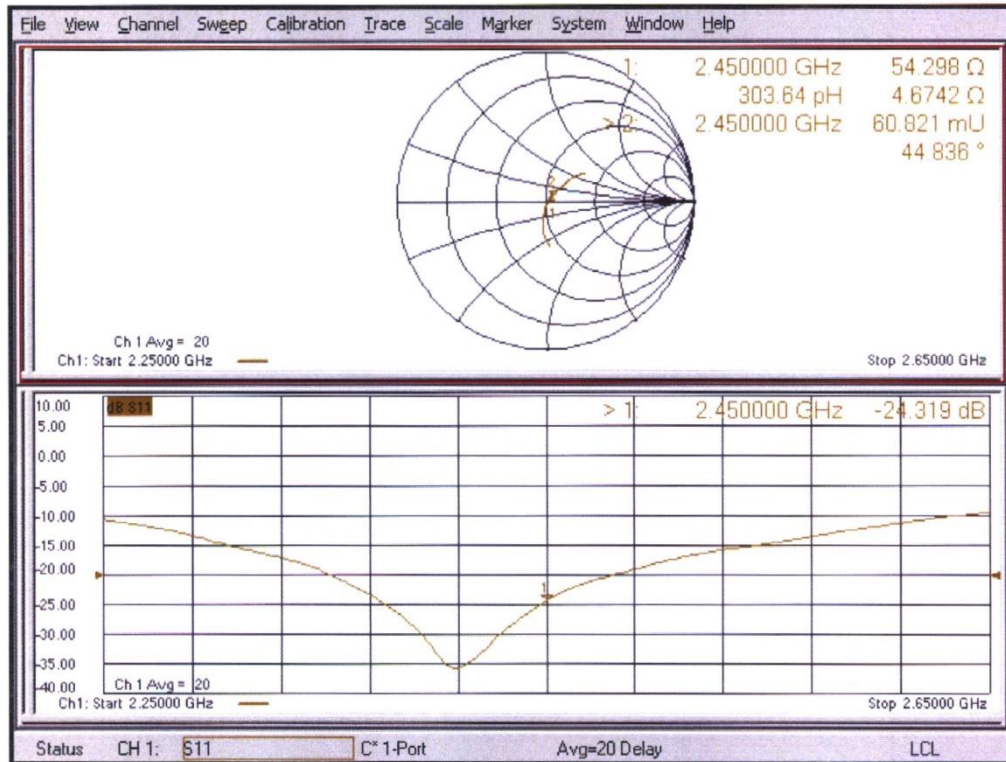 File View Channel Sweep Calibration Trace Scale Marker System Window Help
1: 2.450000 GHz 54.298 Ω
303.64 pH 4.6742 Ω
> 2: 2.450000 GHz 60.821 mU
44.836 °
2
1
Ch 1 Avg = 20
Ch1: Start 2.25000 GHz Stop 2.65000 GHz
10.00 dB S11 > 1: 2.450000 GHz -24.319 dB
5.00
0.00
-5.00
-10.00
-15.00
-20.00
1
-25.00
-30.00
-35.00
-40.00 Ch 1 Avg = 20
Ch1: Start 2.25000 GHz Stop 2.65000 GHz
Status CH 1: S11 C* 1-Port Avg=20 Delay LCL